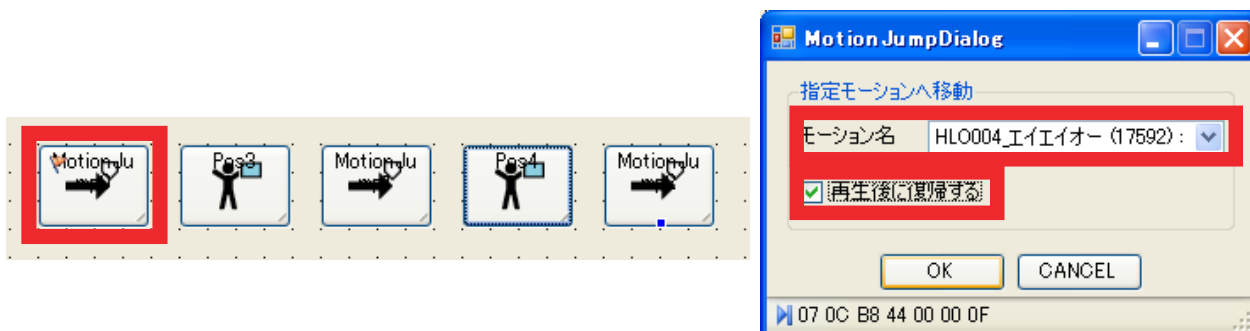 MotionJu
Pos3
MotionJu
Pos4
MotionJu
MotionJumpDialog
指定モーションへ移動
モーション名 HLO004_エイエイオー (17592) :
再生後に復帰する
OK CANCEL
07 0C B8 44 00 00 0F